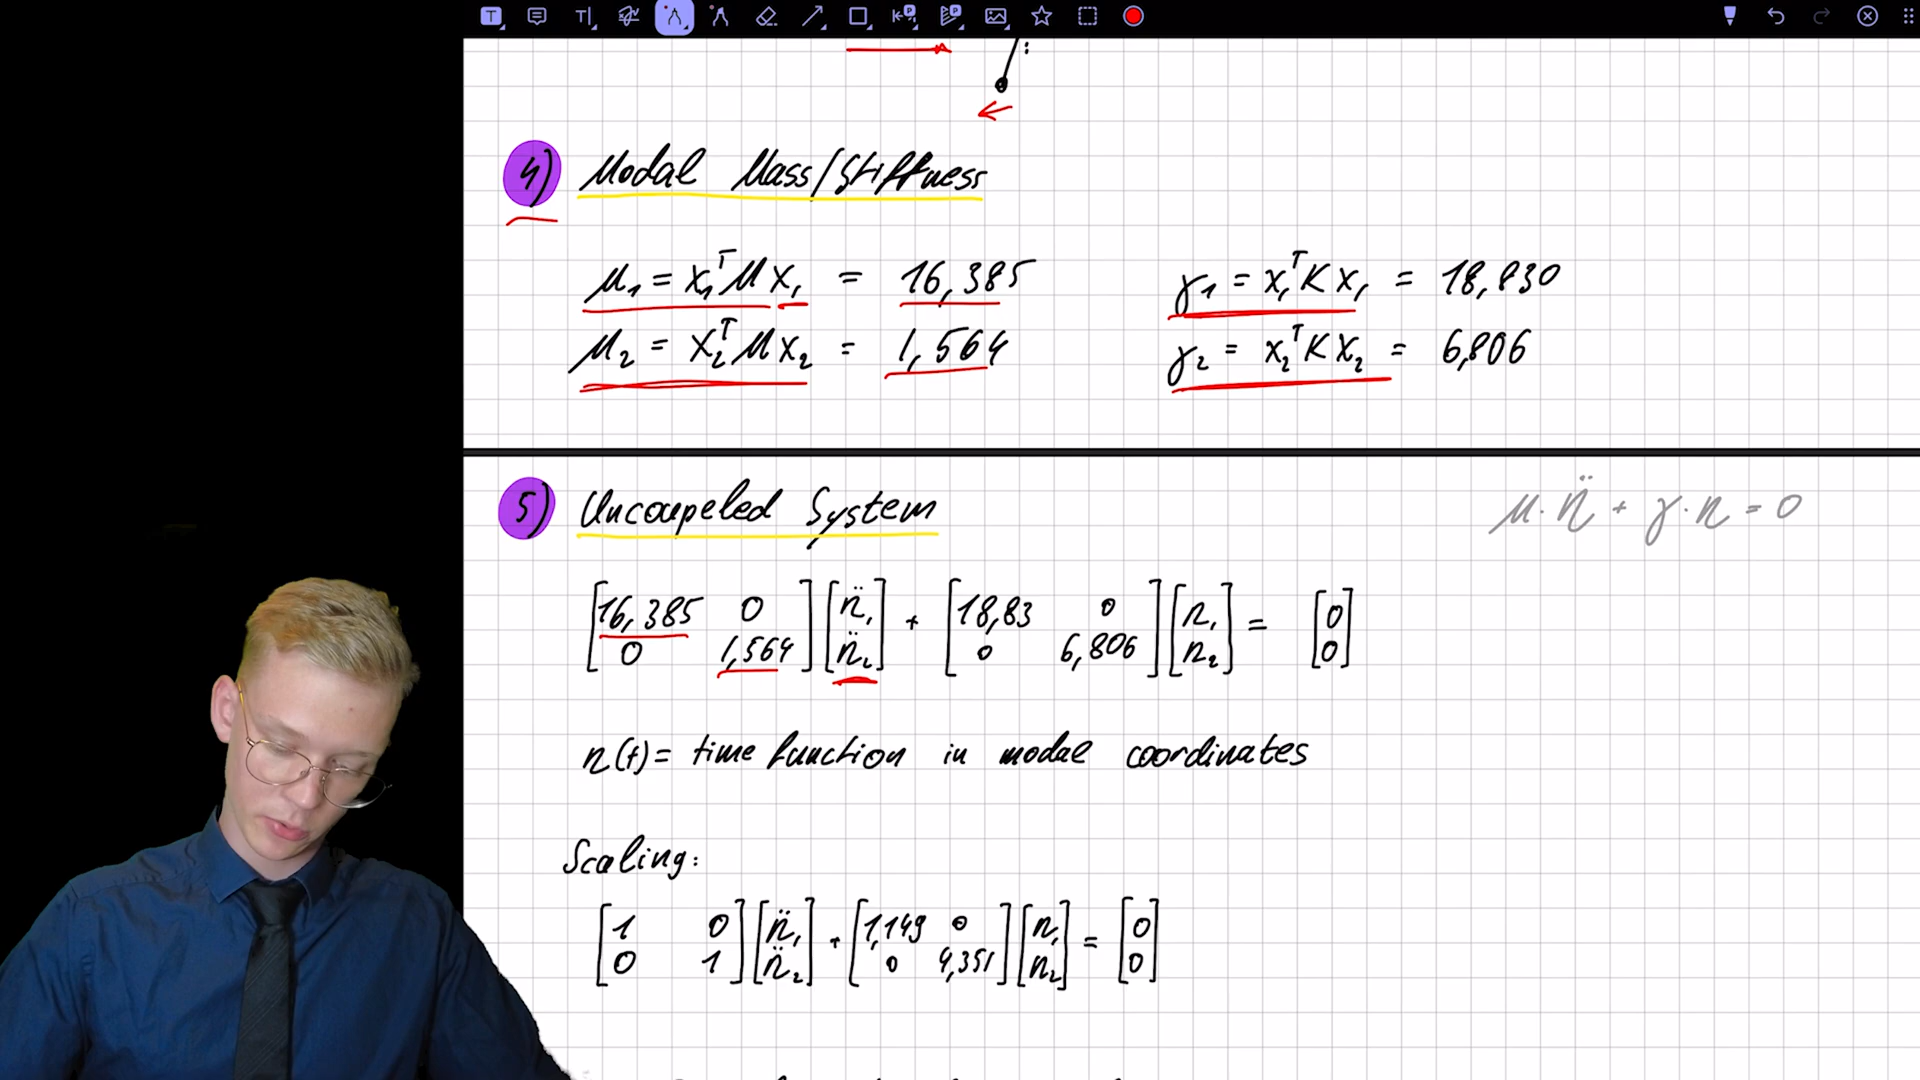 4) Modal Mass/Stiffness
μ₁ = x₁ᵀ M x₁ = 16,385
γ₁ = x₁ᵀ K x₁ = 18,830
μ₂ = x₂ᵀ M x₂ = 1,564
γ₂ = x₂ᵀ K x₂ = 6,806
5) Uncoupeled System
μ · η̈ + γ · η = 0
[16,385 0] [η̈₁] + [18,83 0] [η₁] = [0]
[0 1,564] [η̈₂] [0 6,806] [η₂] [0]
η(t) = time function in modal coordinates
Scaling:
[1 0] [η̈₁] + [1,149 0] [η₁] = [0]
[0 1] [η̈₂] [0 4,351] [η₂] [0]